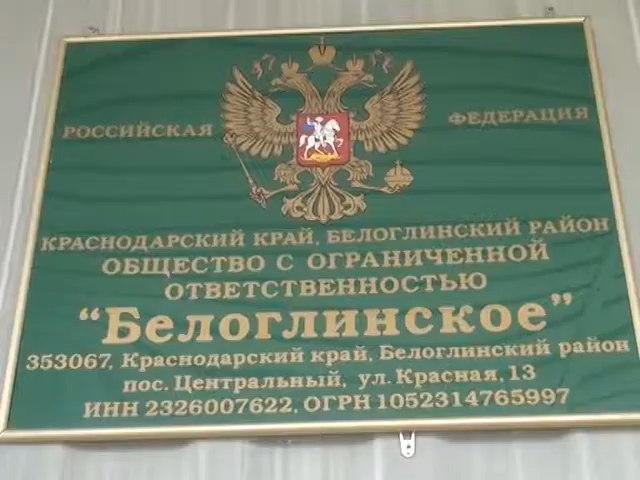 РОССИЙСКАЯ ФЕДЕРАЦИЯ
КРАСНОДАРСКИЙ КРАЙ, БЕЛОГЛИНСКИЙ РАЙОН
ОБЩЕСТВО С ОГРАНИЧЕННОЙ
ОТВЕТСТВЕННОСТЬЮ
“Белоглинское”
353067, Краснодарский край, Белоглинский район
пос. Центральный, ул. Красная, 13
ИНН 2326007622, ОГРН 1052314765997